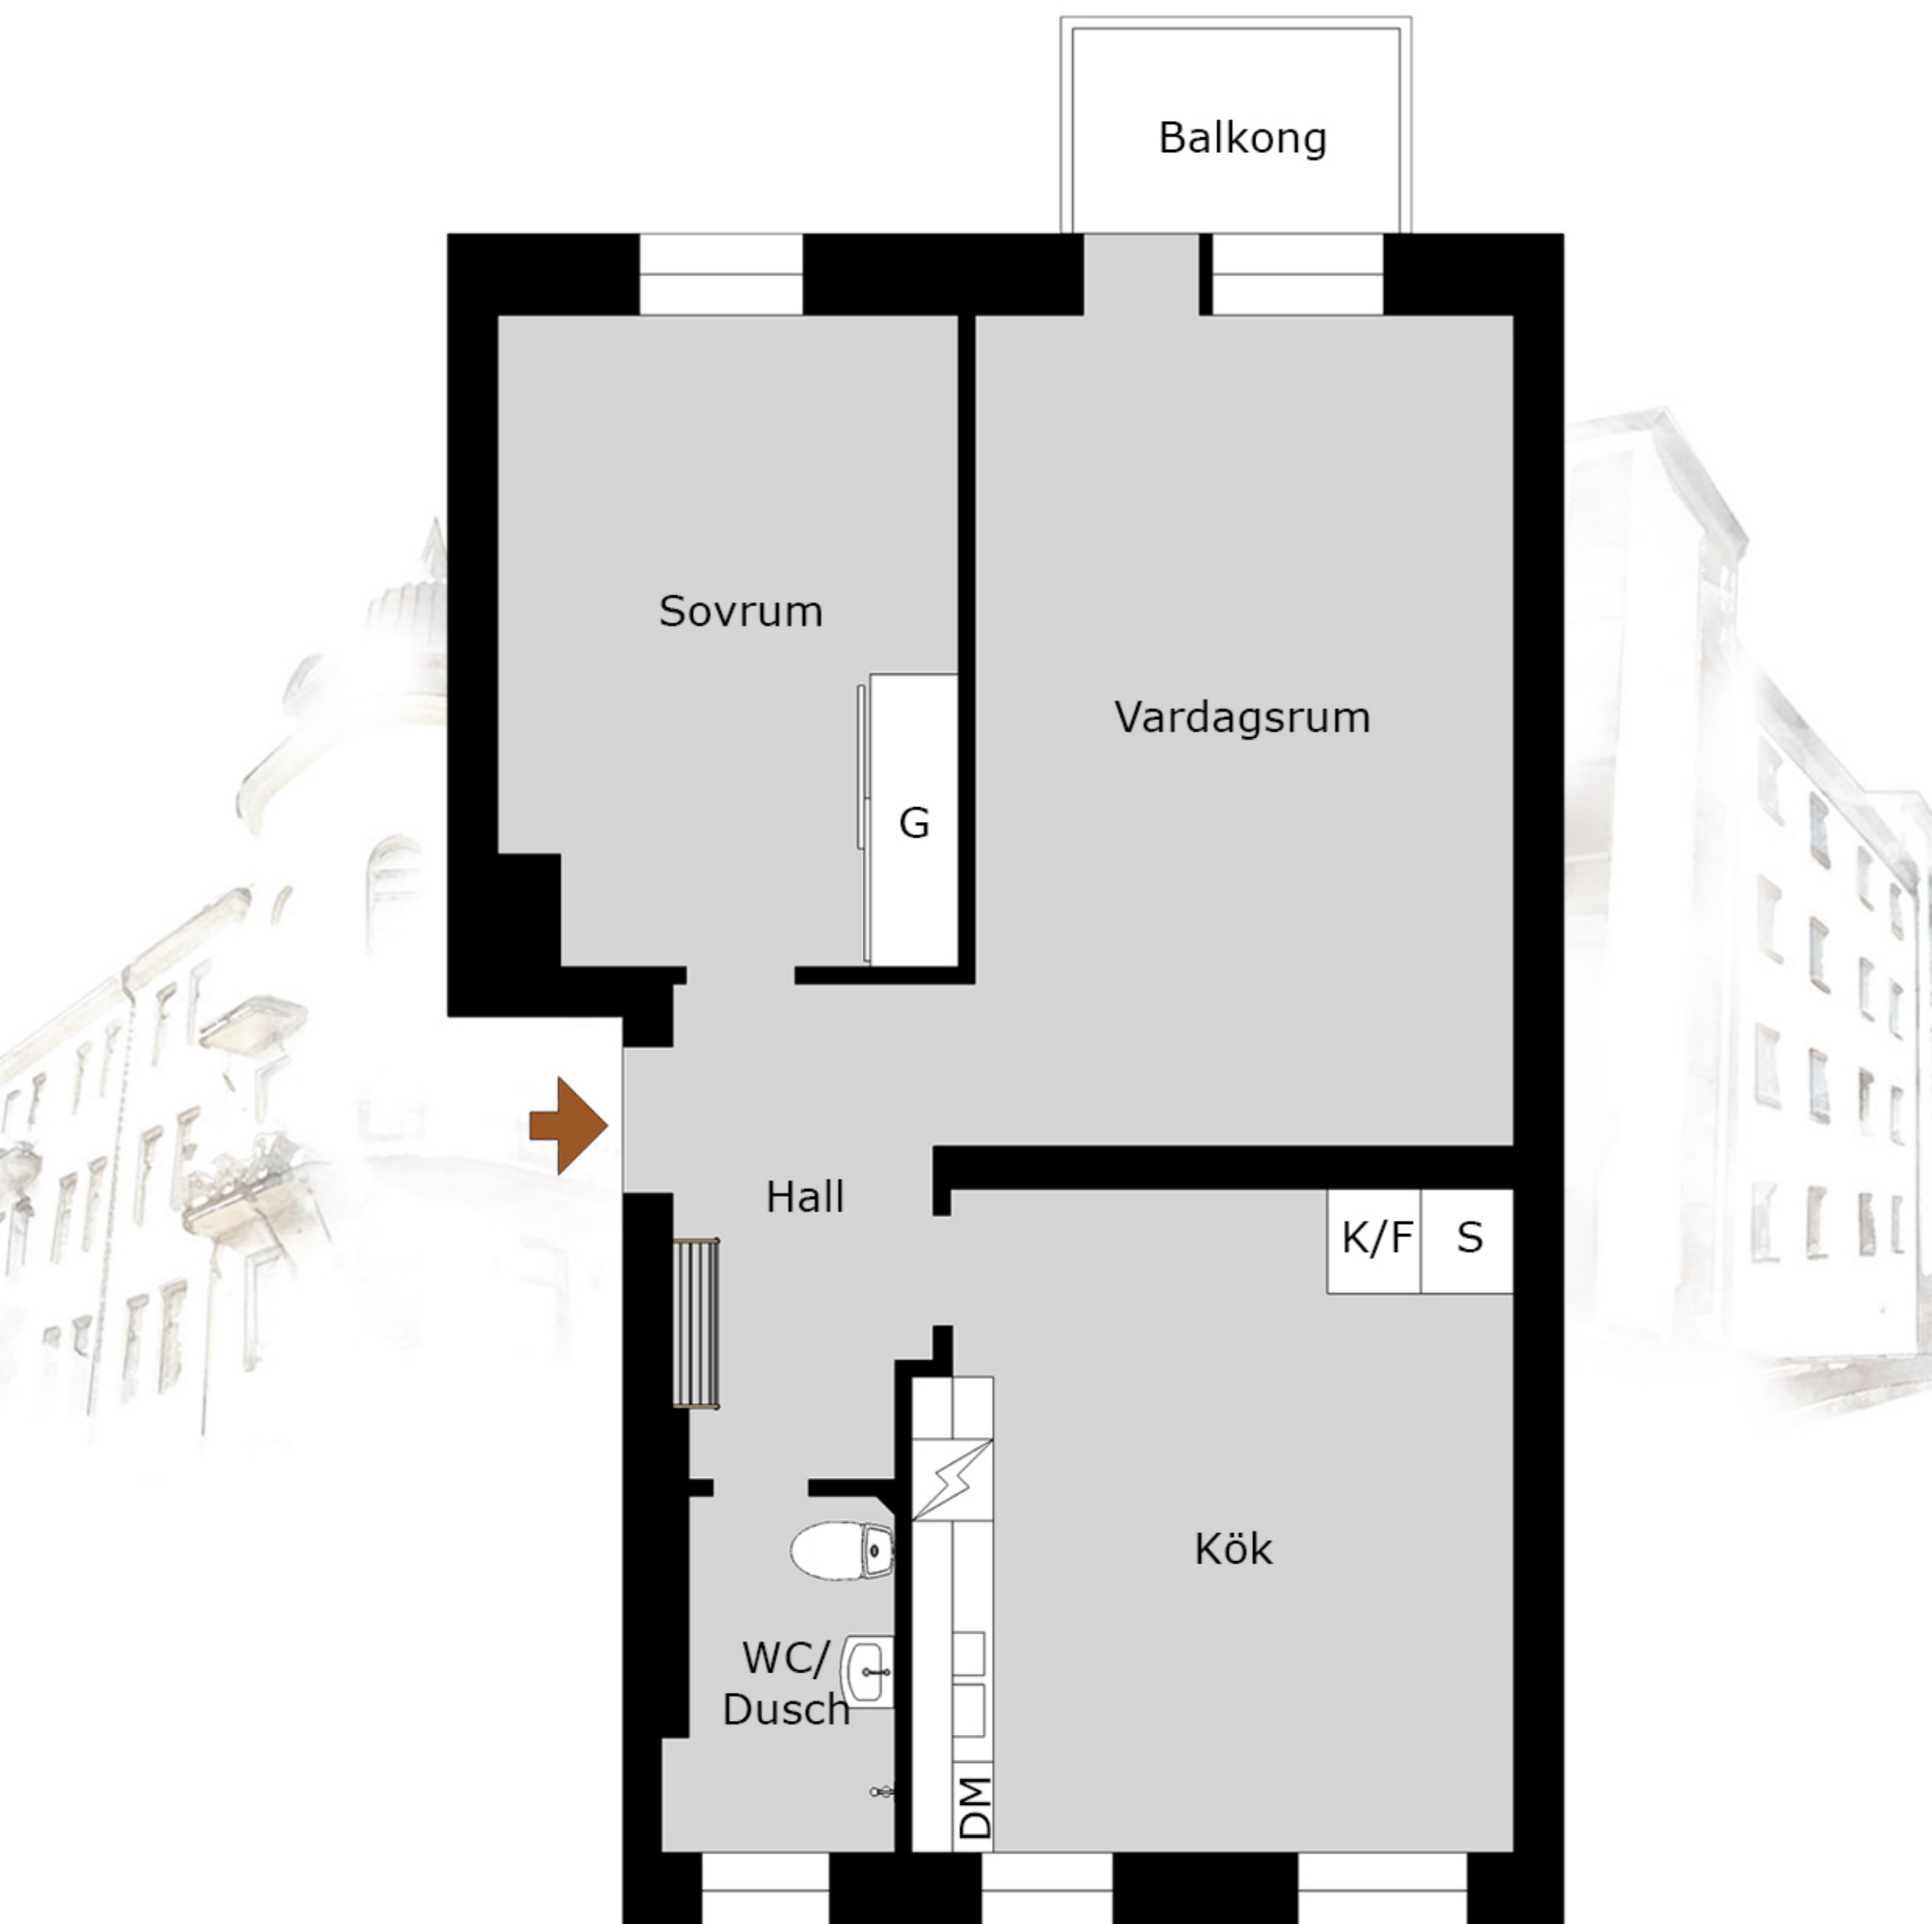 Balkong
Sovrum
Vardagsrum
G
Hall
K/F
S
Kök
WC/
Dusch
DM